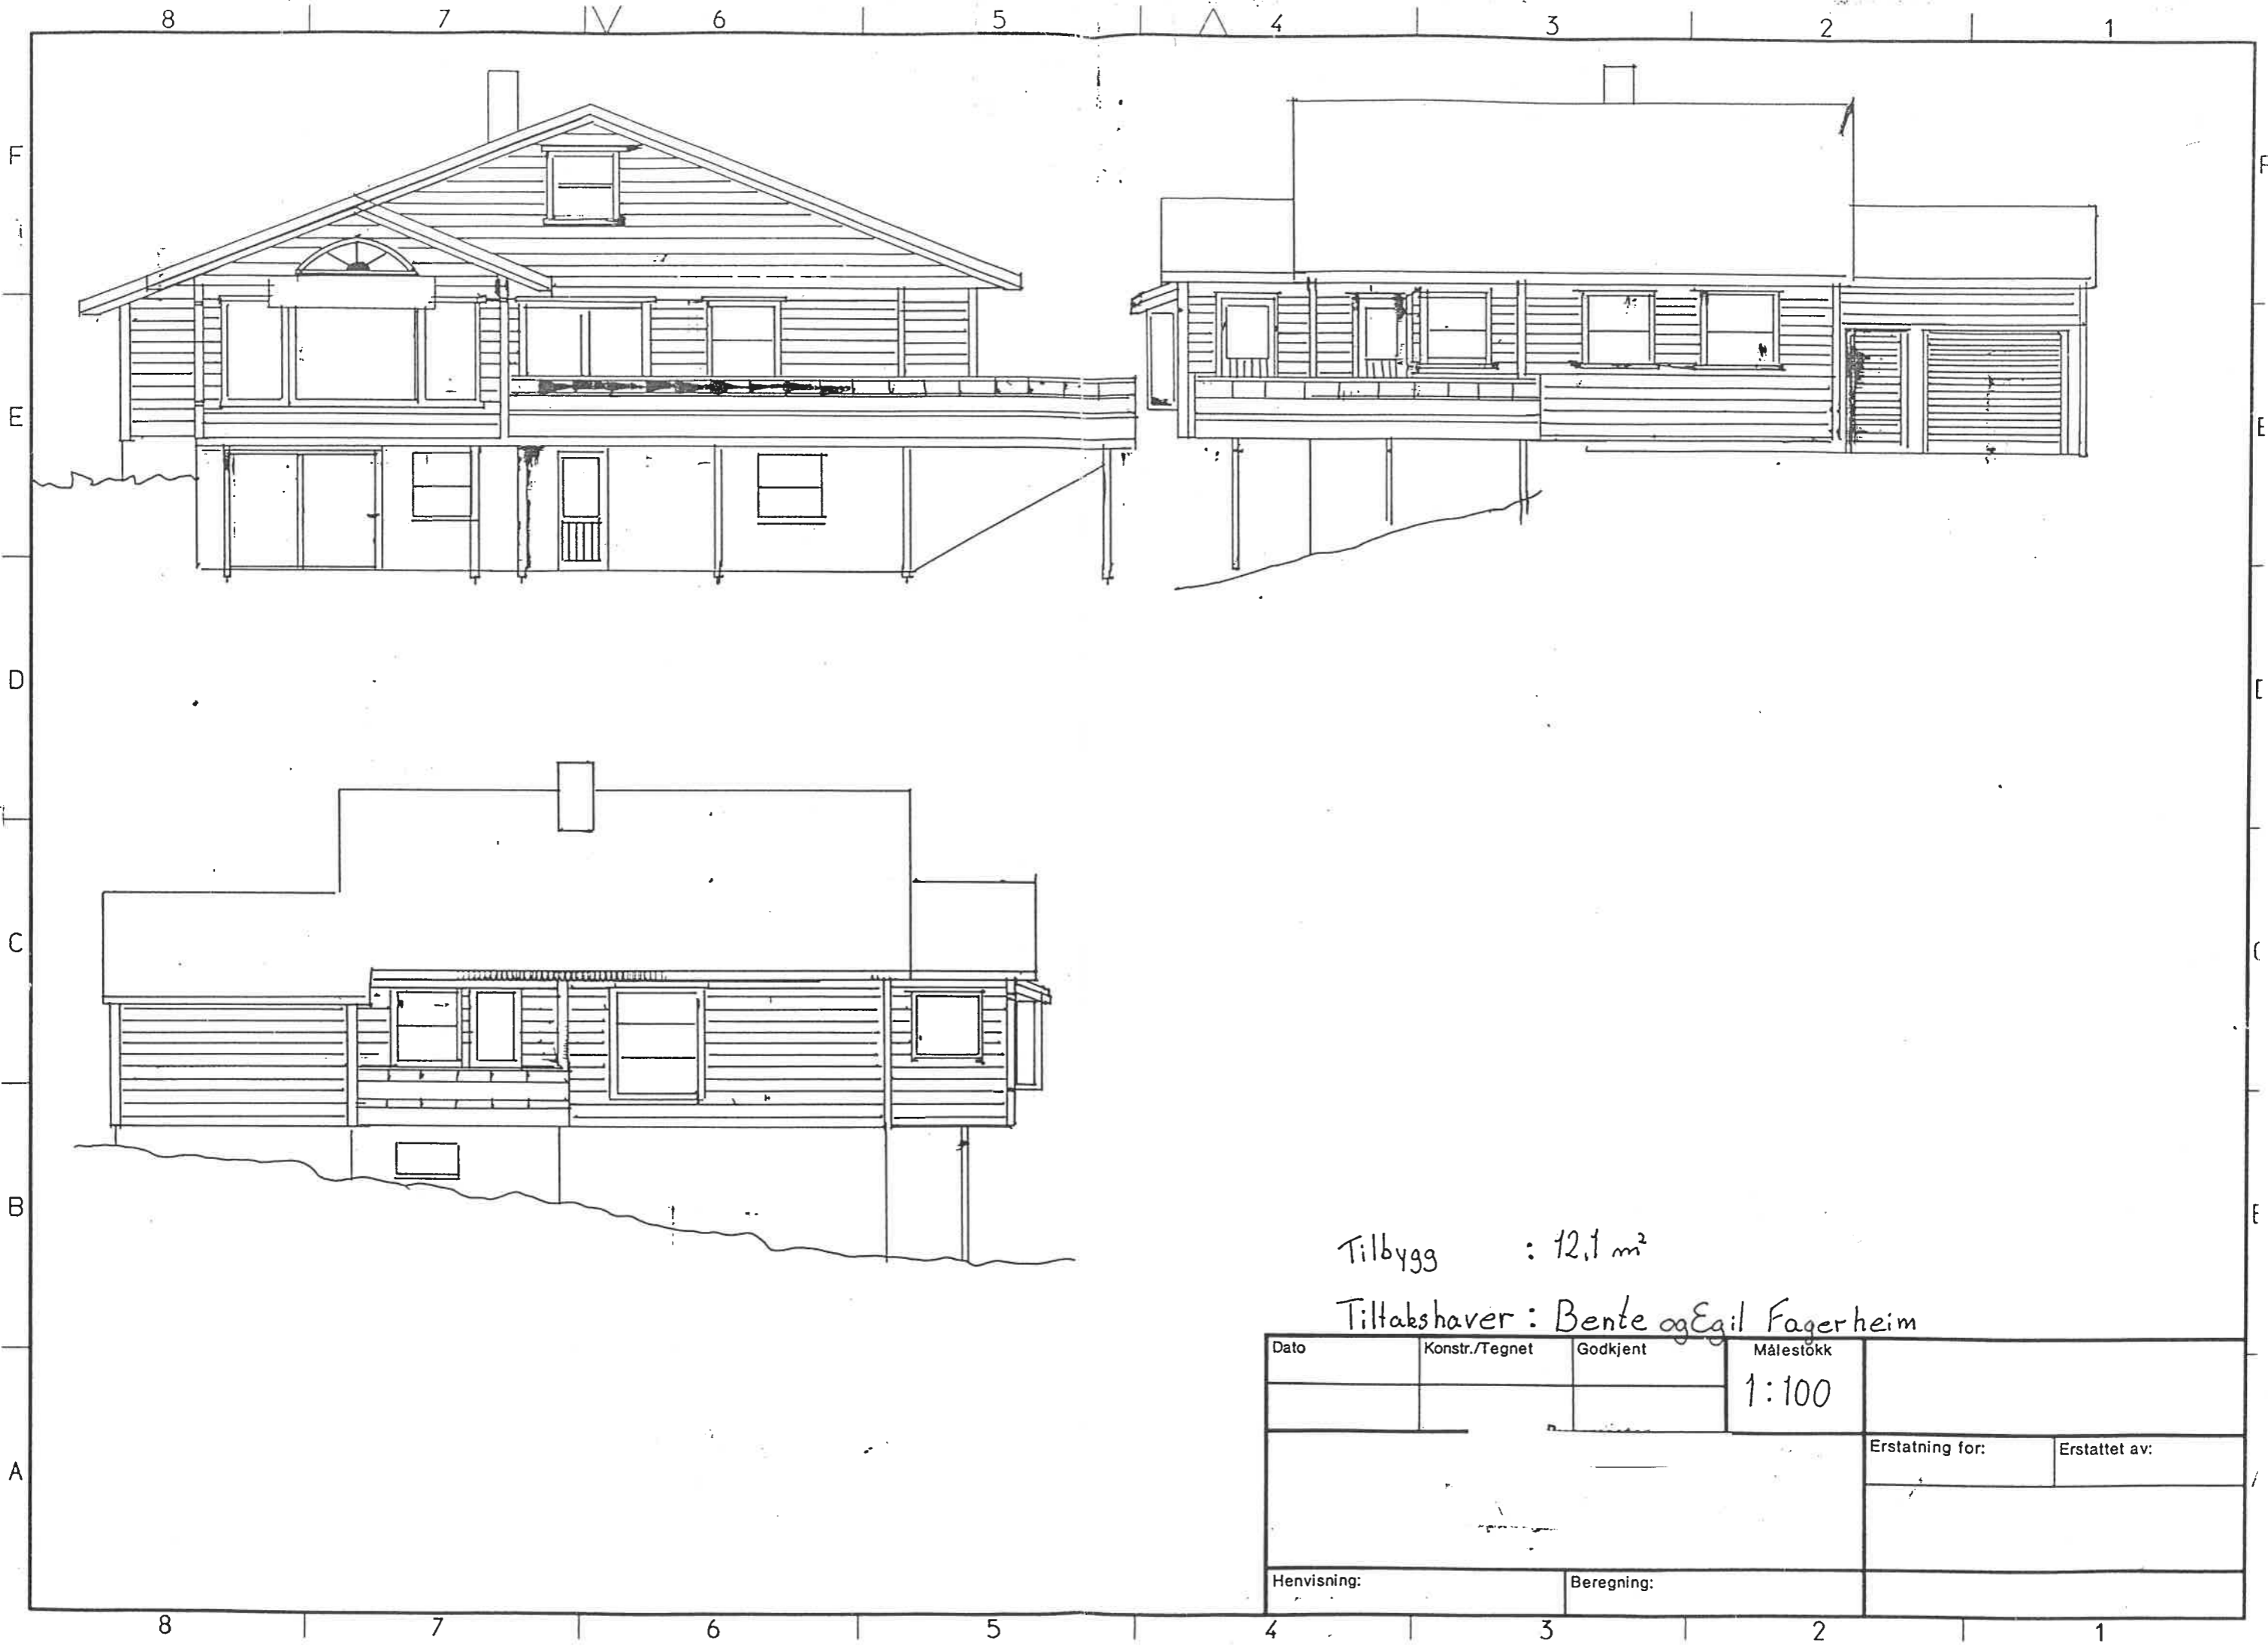 8 7 6 5 4 3 2 1
F F
E E
D
C
B
Tilbygg : 12,1 m²
Tiltakshaver : Bente og Egil Fagerheim
Dato Konstr./Tegnet Godkjent Målestokk
1:100
A
Erstatning for: Erstattet av:
Henvisning: Beregning:
8 7 6 5 4 3 2 1